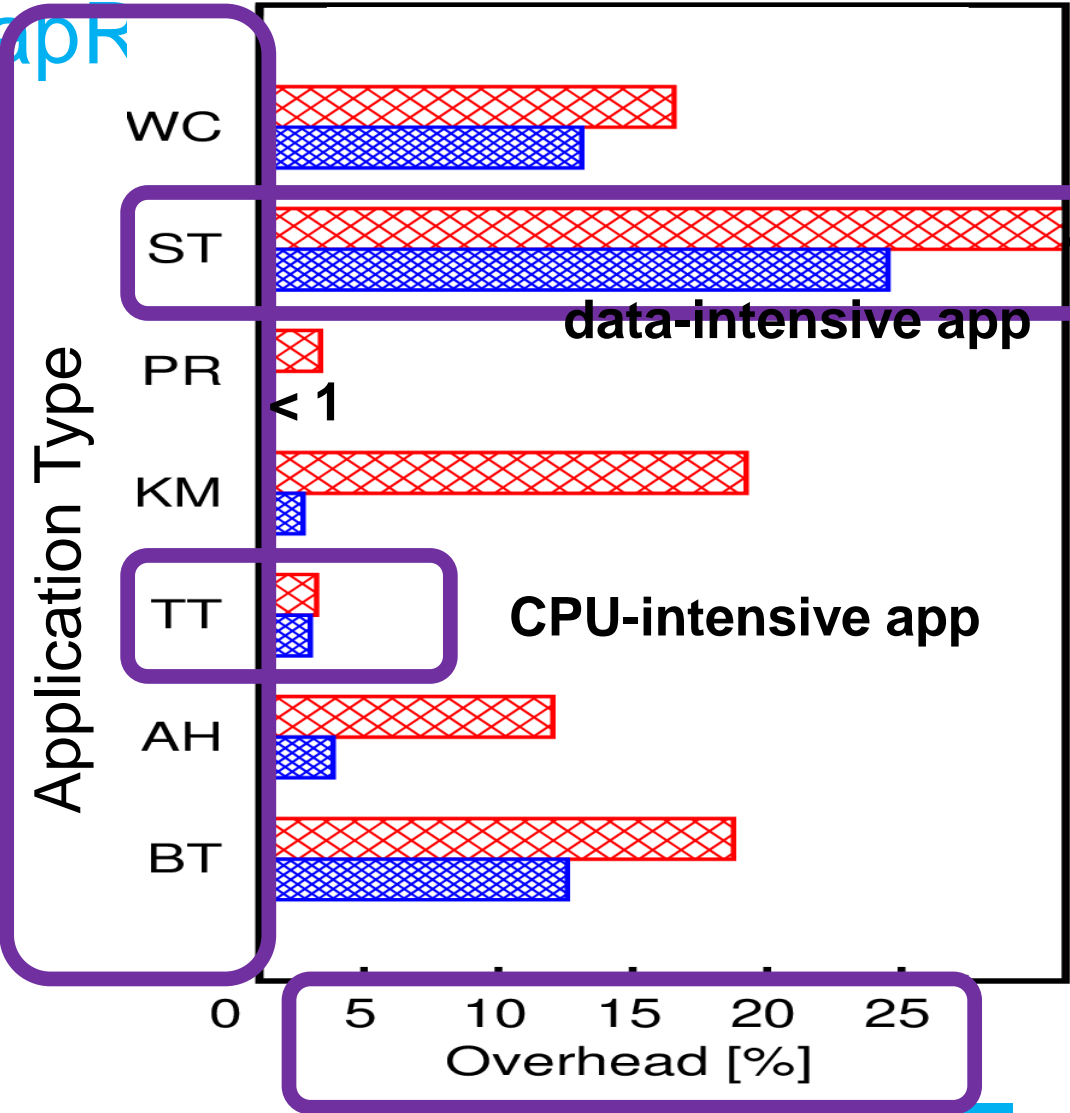 WC
ST
data-intensive app
PR
< 1
KM
TT
CPU-intensive app
AH
BT
Application Type
0 5 10 15 20 25
Overhead [%]